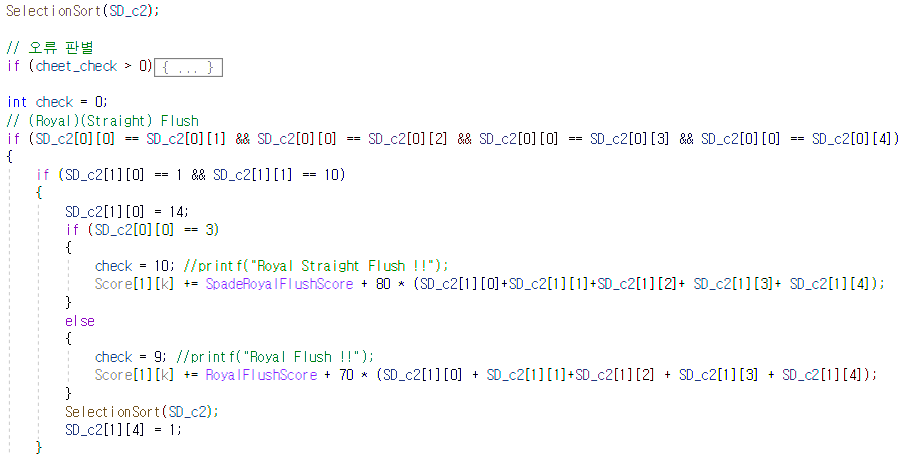 SelectionSort(SD_c2);
// 오류 판별
if (cheet_check > 0){ ... }
int check = 0;
// (Royal)(Straight) Flush
if (SD_c2[0][0] == SD_c2[0][1] && SD_c2[0][0] == SD_c2[0][2] && SD_c2[0][0] == SD_c2[0][3] && SD_c2[0][0] == SD_c2[0][4])
{
if (SD_c2[1][0] == 1 && SD_c2[1][1] == 10)
{
SD_c2[1][0] = 14;
if (SD_c2[0][0] == 3)
{
check = 10; //printf("Royal Straight Flush !!");
Score[1][k] += SpadeRoyalFlushScore + 80 * (SD_c2[1][0]+SD_c2[1][1]+SD_c2[1][2]+ SD_c2[1][3]+ SD_c2[1][4]);
}
else
{
check = 9; //printf("Royal Flush !!");
Score[1][k] += RoyalFlushScore + 70 * (SD_c2[1][0] + SD_c2[1][1]+SD_c2[1][2] + SD_c2[1][3] + SD_c2[1][4]);
}
SelectionSort(SD_c2);
SD_c2[1][4] = 1;
}